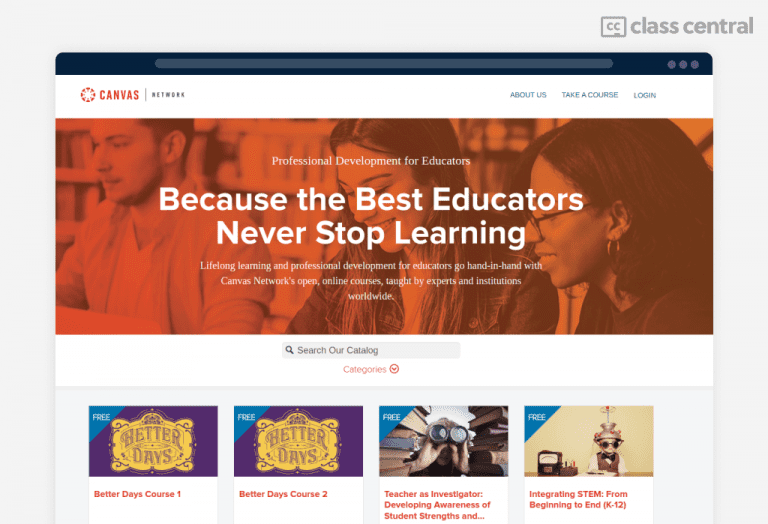 cc class central
CANVAS NETWORK
ABOUT US TAKE A COURSE LOGIN
Professional Development for Educators
Because the Best Educators
Never Stop Learning
Lifelong learning and professional development for educators go hand-in-hand with
Canvas Network's open, online courses, taught by experts and institutions
worldwide.
Search Our Catalog
Categories
FREE
BETTER
DAYS
Better Days Course 1
FREE
BETTER
DAYS
Better Days Course 2
FREE
Teacher as Investigator:
Developing Awareness of
Student Strengths and...
FREE
Integrating STEM: From
Beginning to End (K-12)